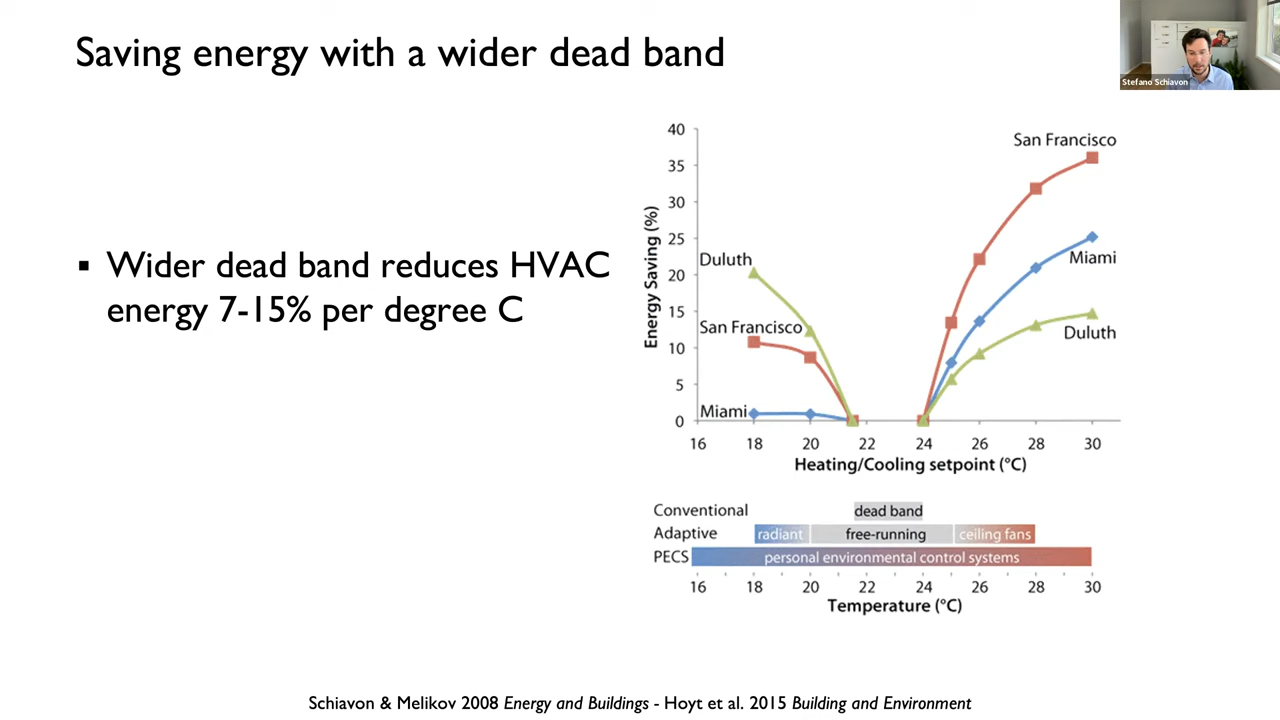 Saving energy with a wider dead band
Stefano Schiavon
▪ Wider dead band reduces HVAC
energy 7-15% per degree C
Energy Saving (%)
40
35
30
25
20
15
10
5
0
San Francisco
Miami
Duluth
Duluth
San Francisco
Miami
16 18 20 22 24 26 28 30
Heating/Cooling setpoint (°C)
Conventional dead band
Adaptive radiant free-running ceiling fans
PECS personal environmental control systems
16 18 20 22 24 26 28 30
Temperature (°C)
Schiavon & Melikov 2008 Energy and Buildings - Hoyt et al. 2015 Building and Environment